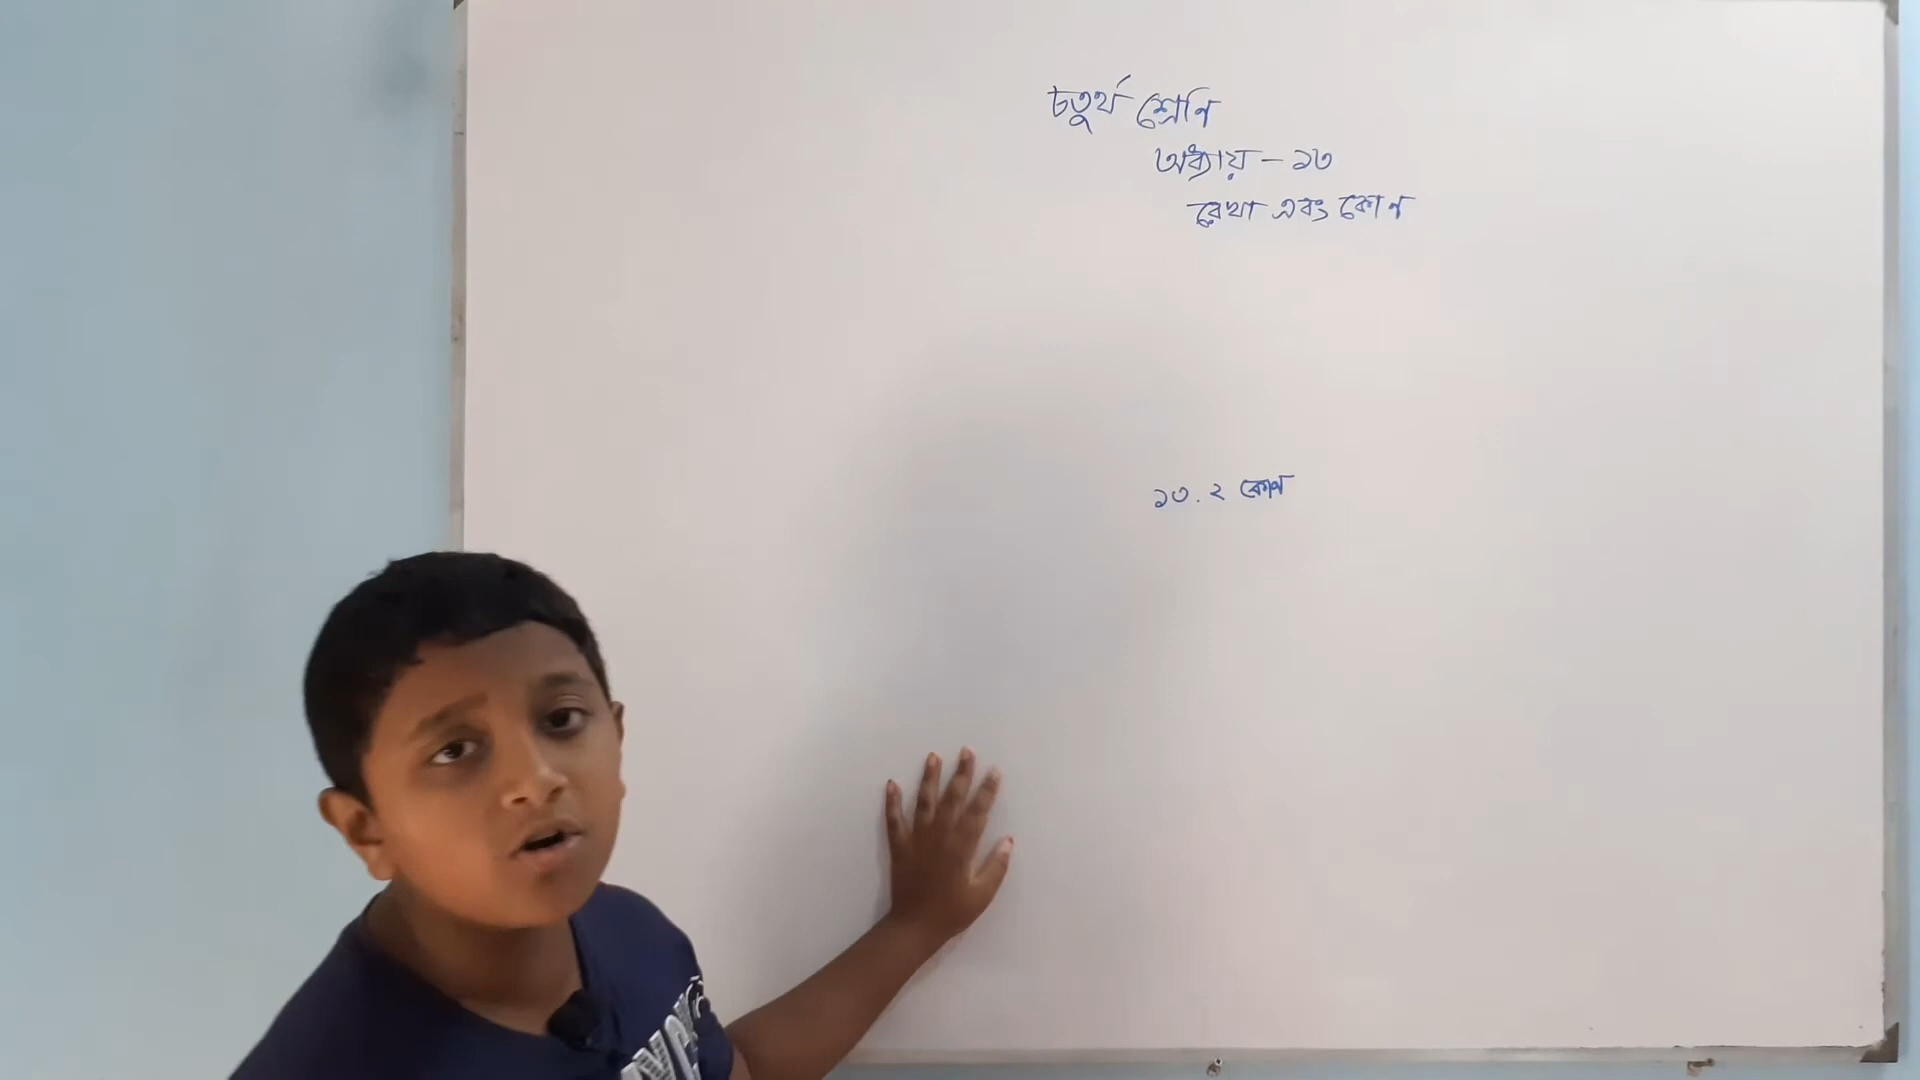 চতুর্থ শ্রেনি
অধ্যায় – ১৩
রেখা এবং কোণ
১৩.২ কোণ